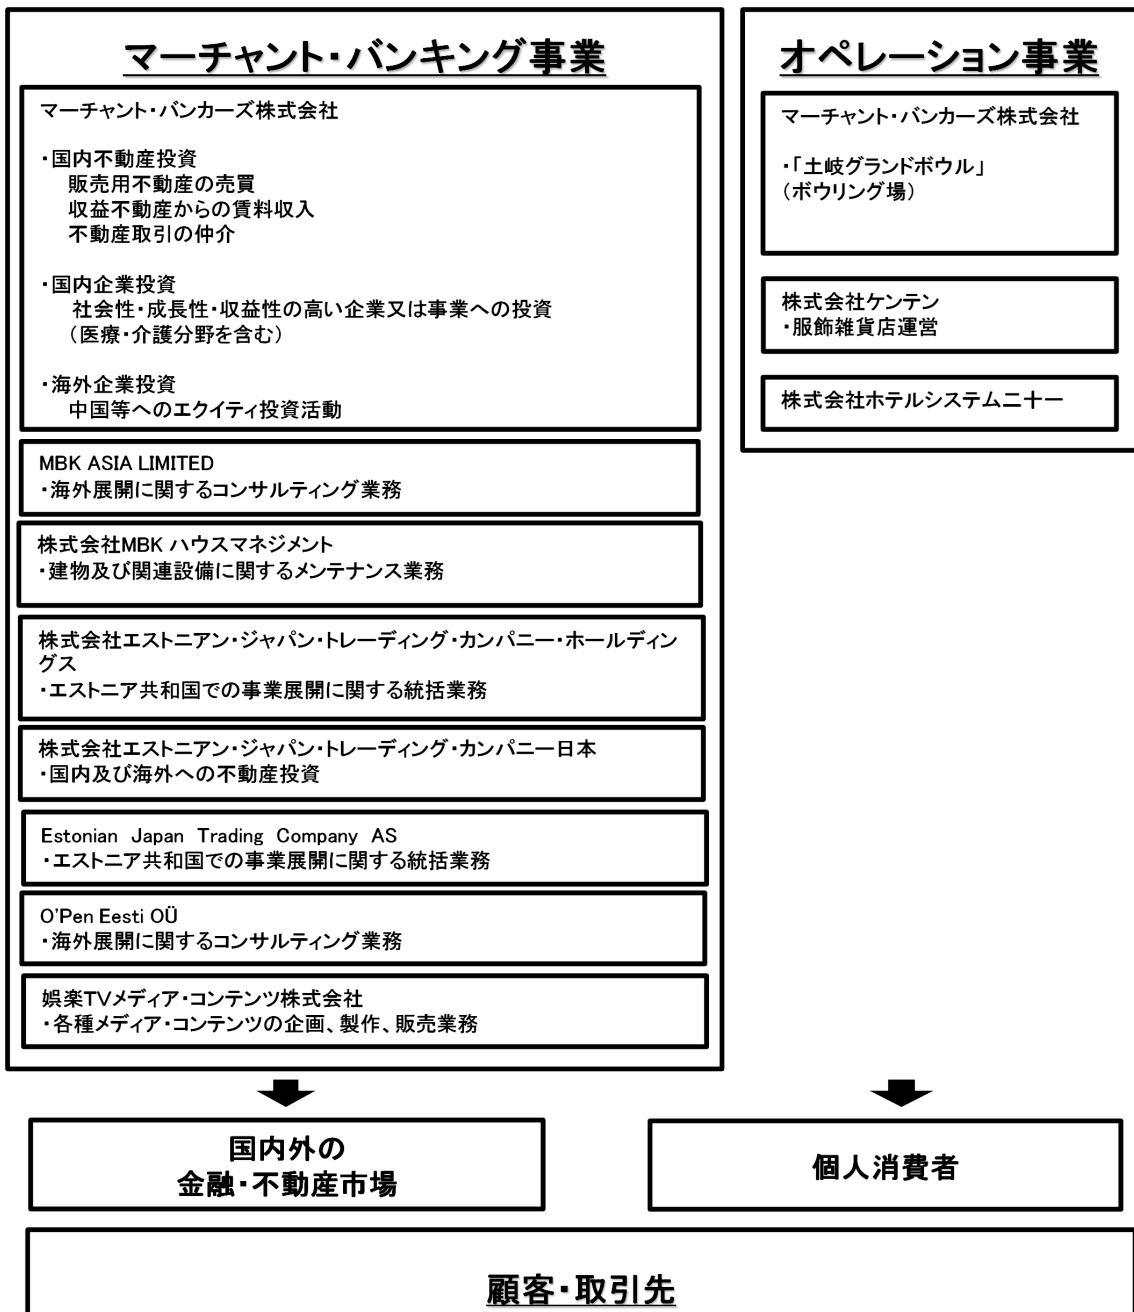 マーチャント・バンキング事業
マーチャント・バンカーズ株式会社
・国内不動産投資
販売用不動産の売買
収益不動産からの賃料収入
不動産取引の仲介
・国内企業投資
社会性・成長性・収益性の高い企業又は事業への投資
（医療・介護分野を含む）
・海外企業投資
中国等へのエクイティ投資活動
MBK ASIA LIMITED
・海外展開に関するコンサルティング業務
株式会社MBK ハウスマネジメント
・建物及び関連設備に関するメンテナンス業務
株式会社エストニアン・ジャパン・トレーディング・カンパニー・ホールディン
グス
・エストニア共和国での事業展開に関する統括業務
株式会社エストニアン・ジャパン・トレーディング・カンパニー日本
・国内及び海外への不動産投資
Estonian Japan Trading Company AS
・エストニア共和国での事業展開に関する統括業務
O'Pen Eesti OÜ
・海外展開に関するコンサルティング業務
娯楽TVメディア・コンテンツ株式会社
・各種メディア・コンテンツの企画、製作、販売業務
オペレーション事業
マーチャント・バンカーズ株式会社
・「土岐グランドボウル」
（ボウリング場）
株式会社ケンテン
・服飾雑貨店運営
株式会社ホテルシステム二十一
国内外の
金融・不動産市場
個人消費者
顧客・取引先